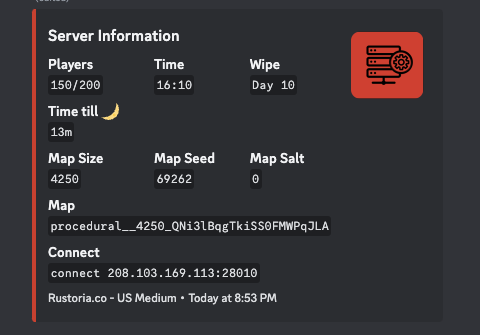 Server Information
Players Time Wipe
150/200 16:10 Day 10
Time till 🌙
13m
Map Size Map Seed Map Salt
4250 69262 0
Map
procedural__4250_QNi3lBqgTkiSS0FMWPqJLA
Connect
connect 208.103.169.113:28010
Rustoria.co - US Medium • Today at 8:53 PM